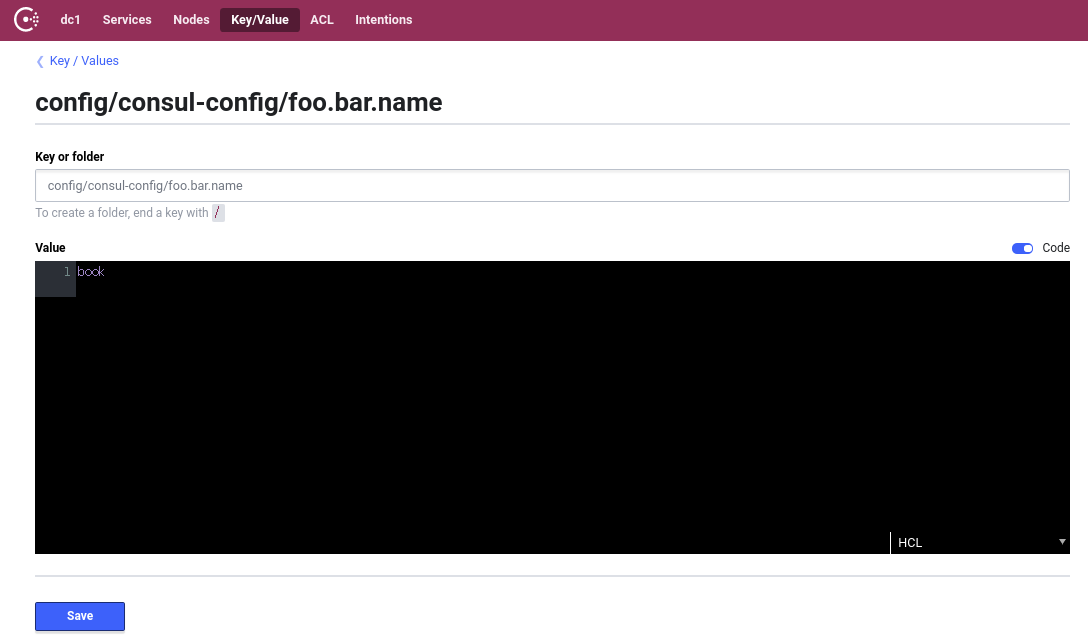 dc1 Services Nodes Key/Value ACL Intentions
Key / Values
config/consul-config/foo.bar.name
Key or folder
config/consul-config/foo.bar.name
To create a folder, end a key with /
Value Code
1 book
HCL
Save